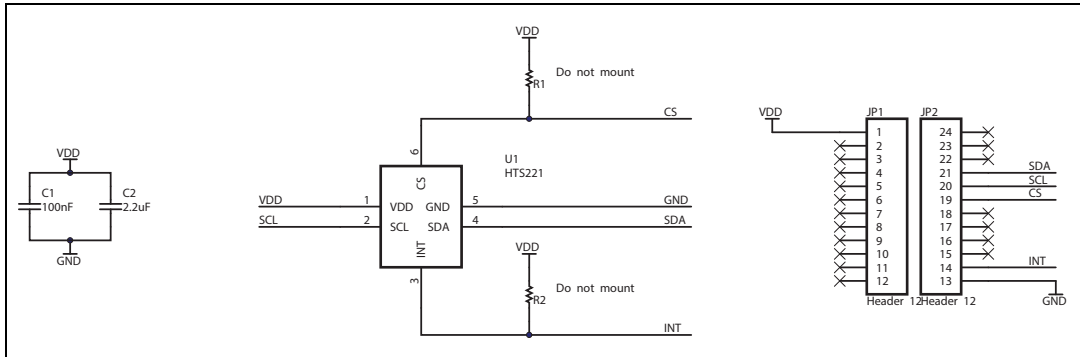 VDD
C1
100nF
C2
2.2uF
GND
VDD
R1
Do not mount
CS
6
U1
HTS221
CS
VDD
1
VDD
GND
5
GND
SCL
2
SCL
SDA
4
SDA
INT
3
VDD
R2
Do not mount
INT
VDD
JP1
JP2
1
2
3
4
5
6
7
8
9
10
11
12
24
23
22
21
20
19
18
17
16
15
14
13
SDA
SCL
CS
INT
GND
Header 12
Header 12